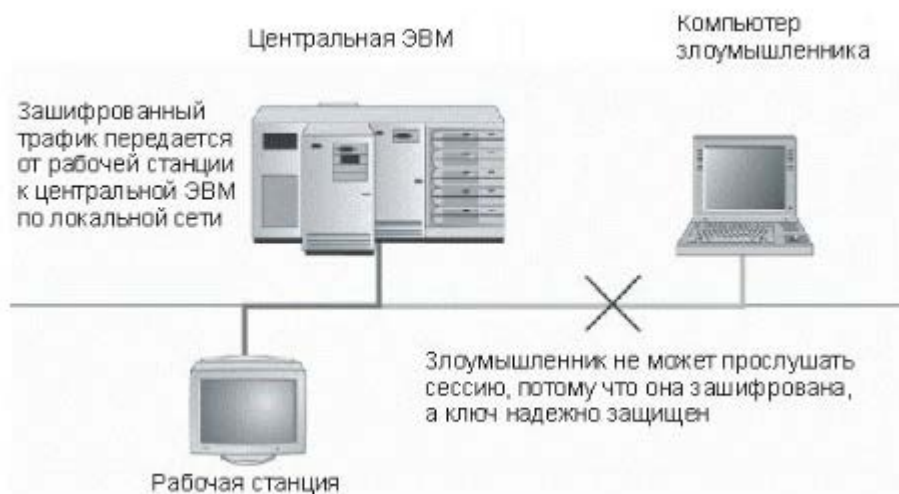 Центральная ЭВМ
Компьютер
злоумышленника
Зашифрованный
трафик передается
от рабочей станции
к центральной ЭВМ
по локальной сети
Злоумышленник не может прослушать
сессию, потому что она зашифрована,
а ключ надежно защищен
Рабочая станция